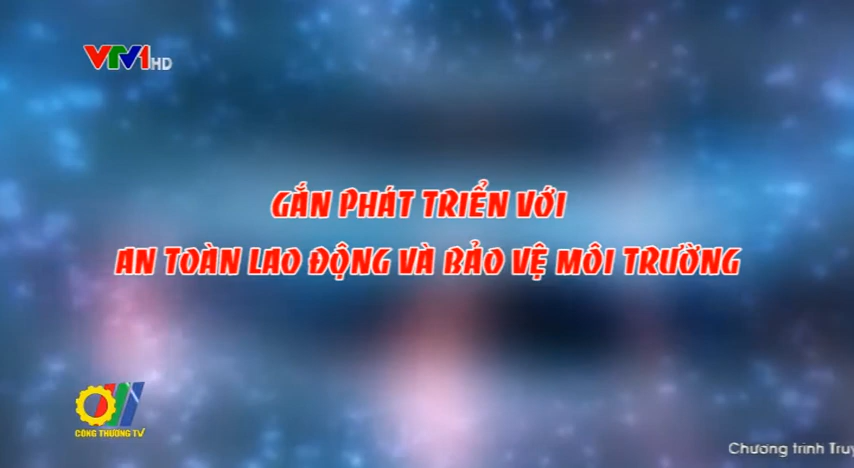 VTV1 HD
GẮN PHÁT TRIỂN VỚI
AN TOÀN LAO ĐỘNG VÀ BẢO VỆ MÔI TRƯỜNG
CÔNG THƯƠNG TV
Chương trình